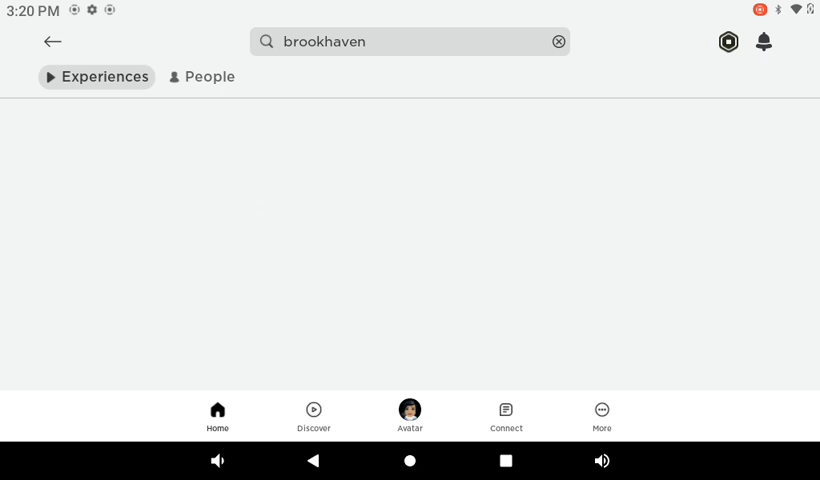 3:20 PM
brookhaven
Experiences
People
Home
Discover
Avatar
Connect
More